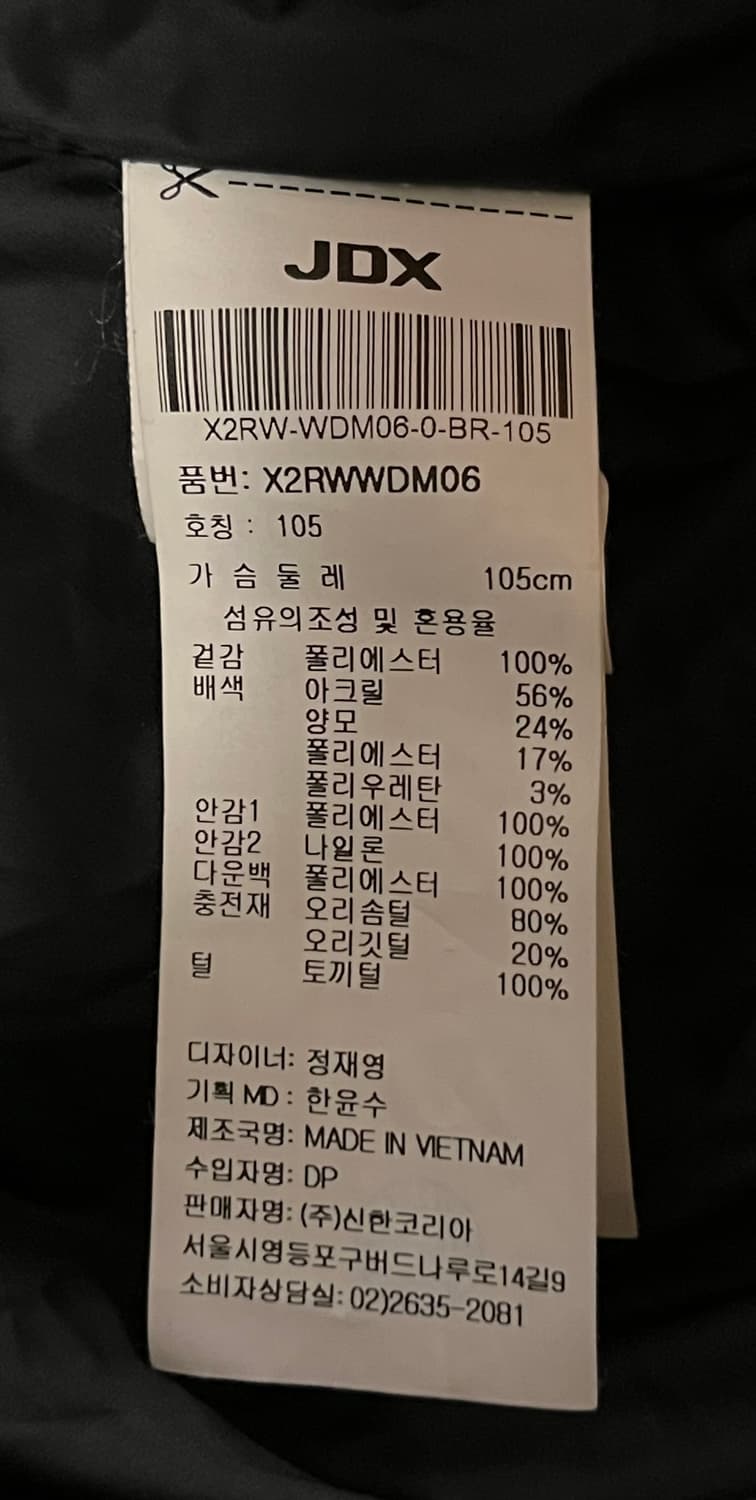 JDX
X2RW-WDM06-0-BR-105
품번: X2RWWDM06
호칭 : 105
가 슴 둘 레 105cm
섬유의조성 및 혼용율
겉감 폴리에스터 100%
배색 아크릴 56%
양모 24%
폴리에스터 17%
폴리우레탄 3%
안감1 폴리에스터 100%
안감2 나일론 100%
다운백 폴리에스터 100%
충전재 오리솜털 80%
오리깃털 20%
털 토끼털 100%
디자이너: 정재영
기획 MD : 한윤수
제조국명: MADE IN VIETNAM
수입자명: DP
판매자명: (주)신한코리아
서울시영등포구버드나루로14길9
소비자상담실: 02)2635-2081